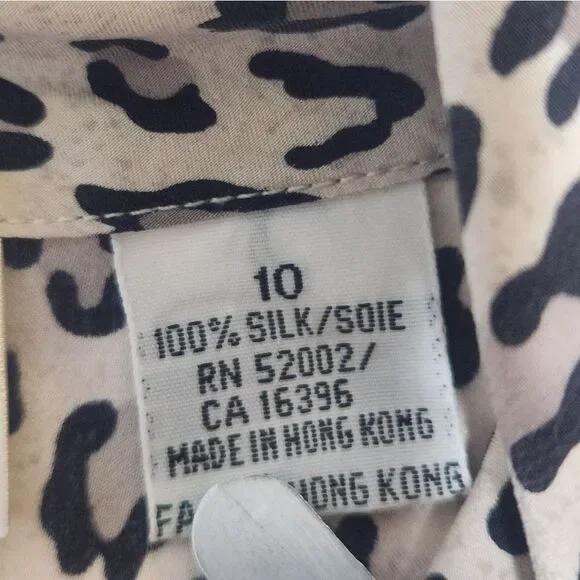 10
100% SILK/SOIE
RN 52002/
CA 16396
MADE IN HONG KONG
HONG KONG